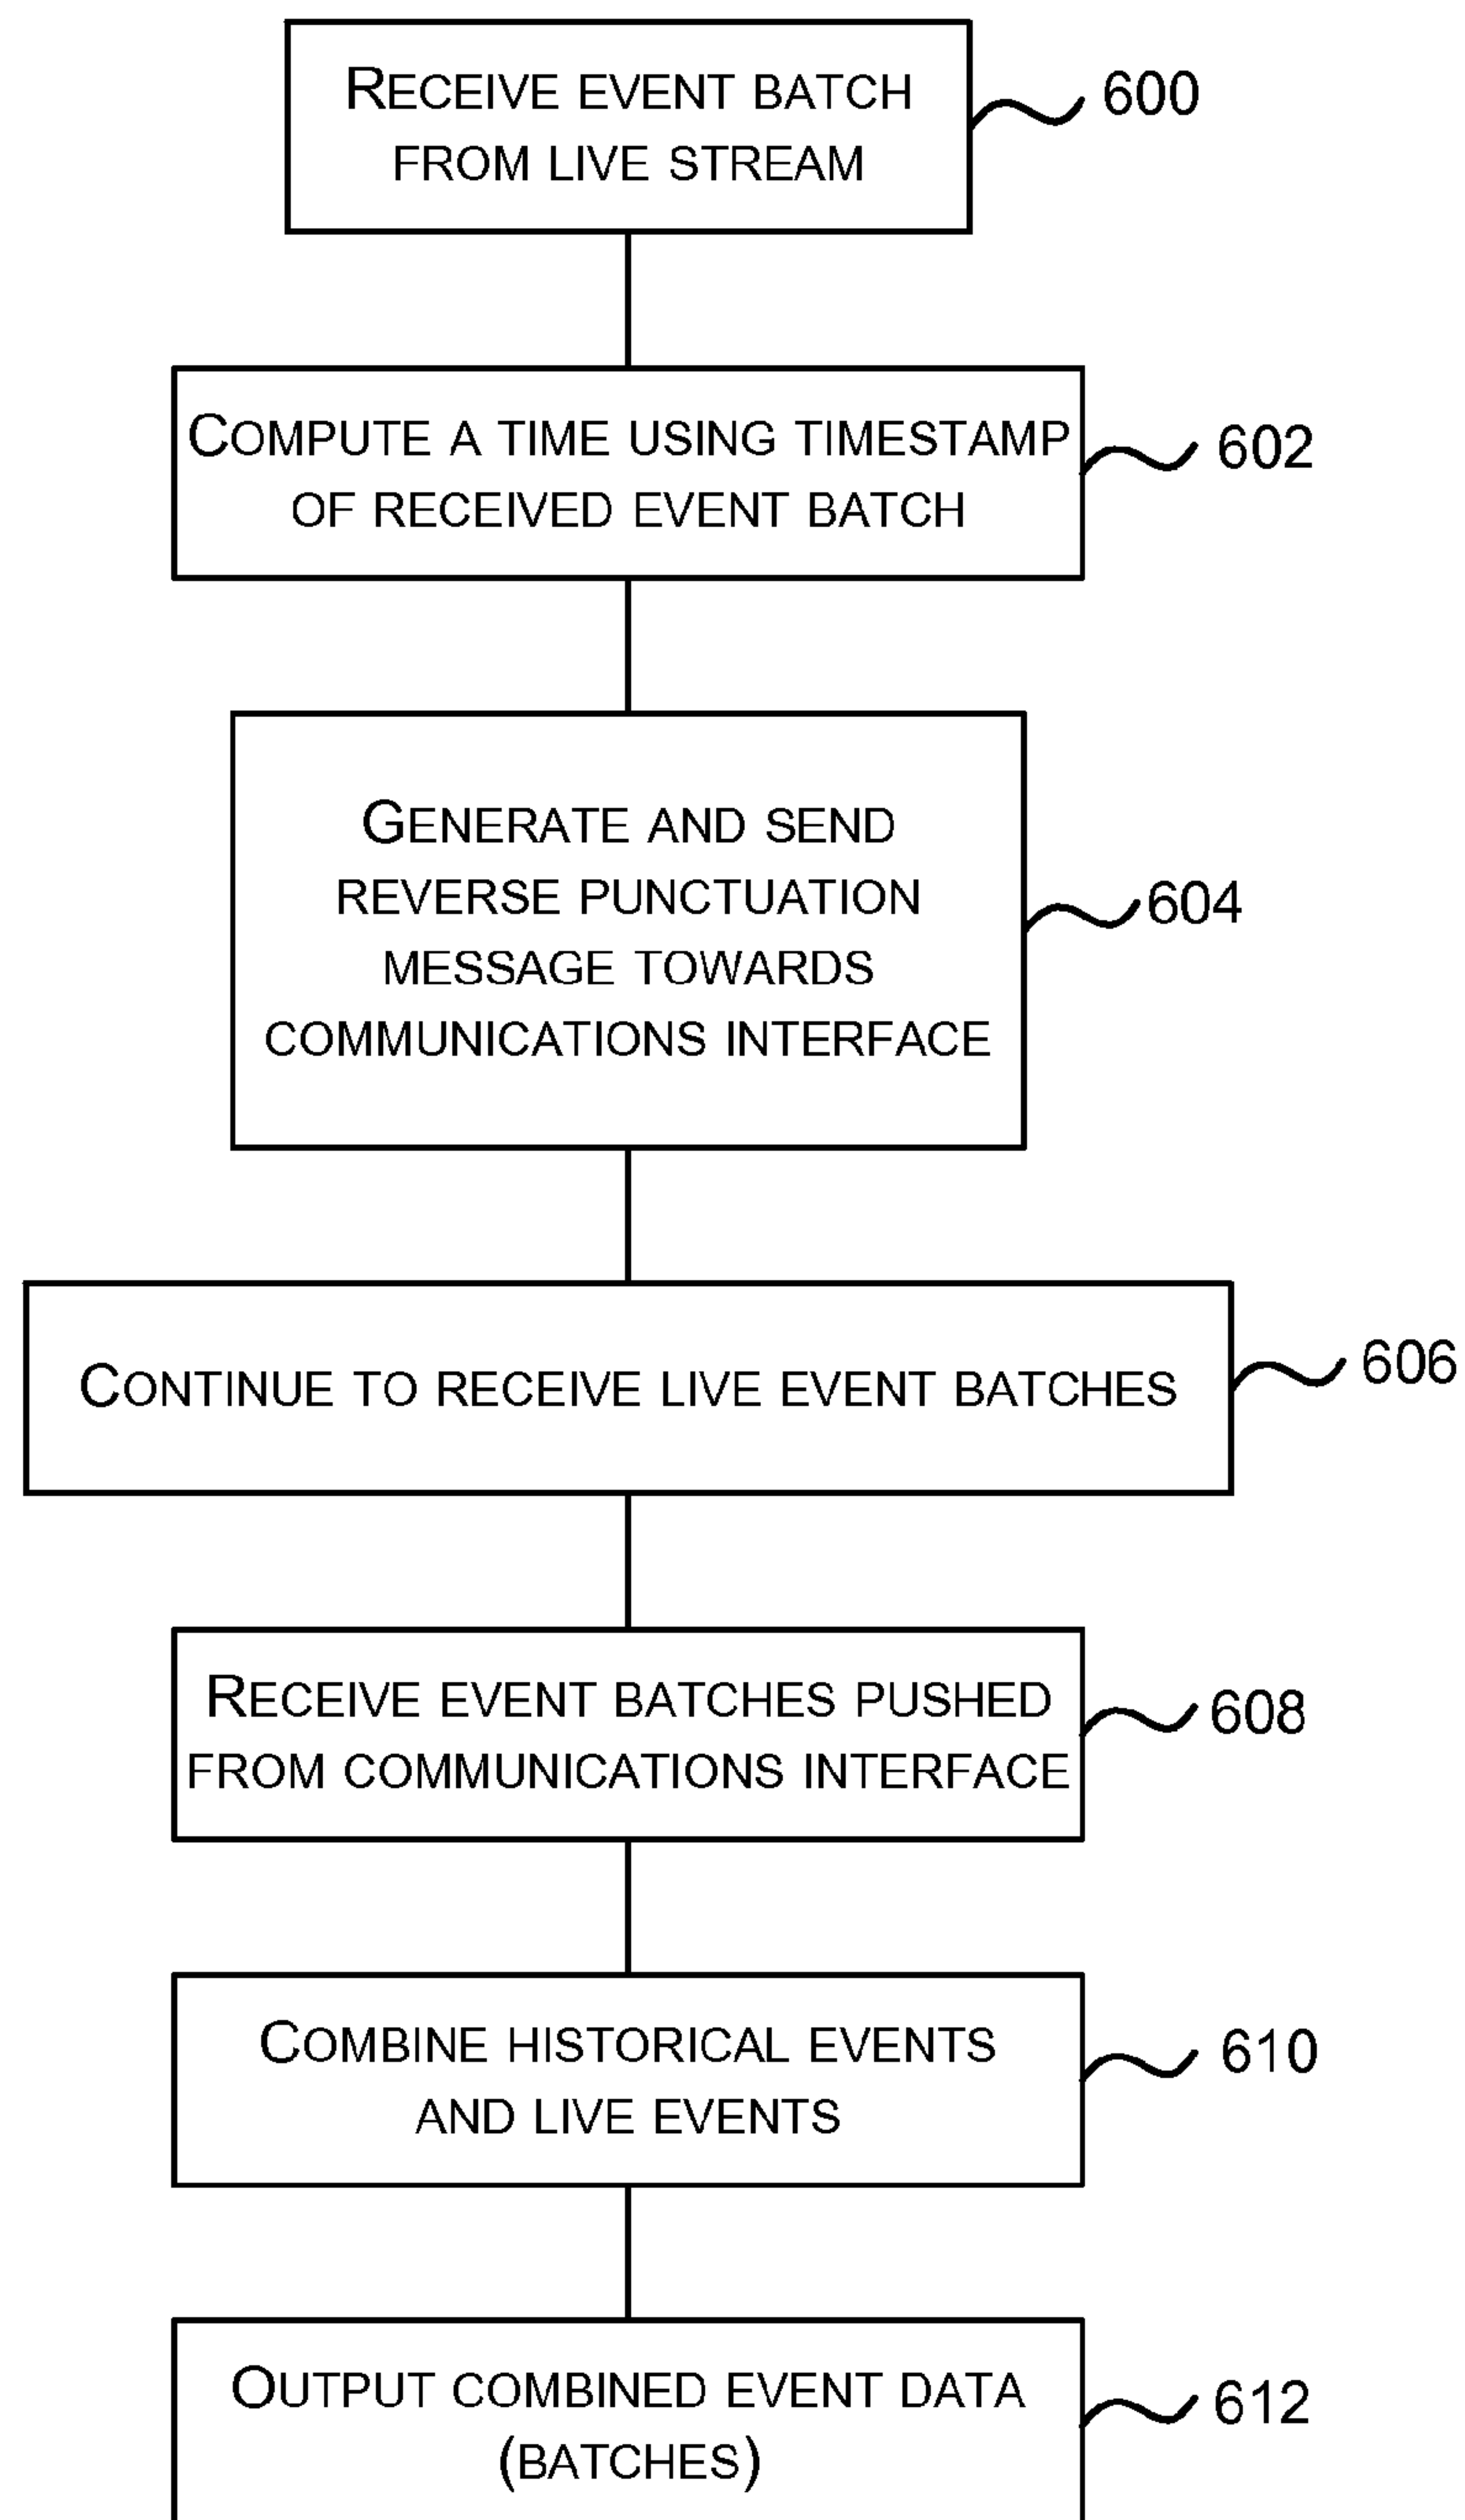 RECEIVE EVENT BATCH
FROM LIVE STREAM
600
COMPUTE A TIME USING TIMESTAMP
OF RECEIVED EVENT BATCH
602
GENERATE AND SEND
REVERSE PUNCTUATION
MESSAGE TOWARDS
COMMUNICATIONS INTERFACE
604
CONTINUE TO RECEIVE LIVE EVENT BATCHES
606
RECEIVE EVENT BATCHES PUSHED
FROM COMMUNICATIONS INTERFACE
608
COMBINE HISTORICAL EVENTS
AND LIVE EVENTS
610
OUTPUT COMBINED EVENT DATA
(BATCHES)
612